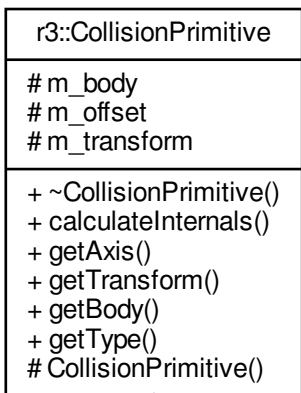 r3::CollisionPrimitive
# m_body
# m_offset
# m_transform
+ ~CollisionPrimitive()
+ calculateInternals()
+ getAxis()
+ getTransform()
+ getBody()
+ getType()
# CollisionPrimitive()